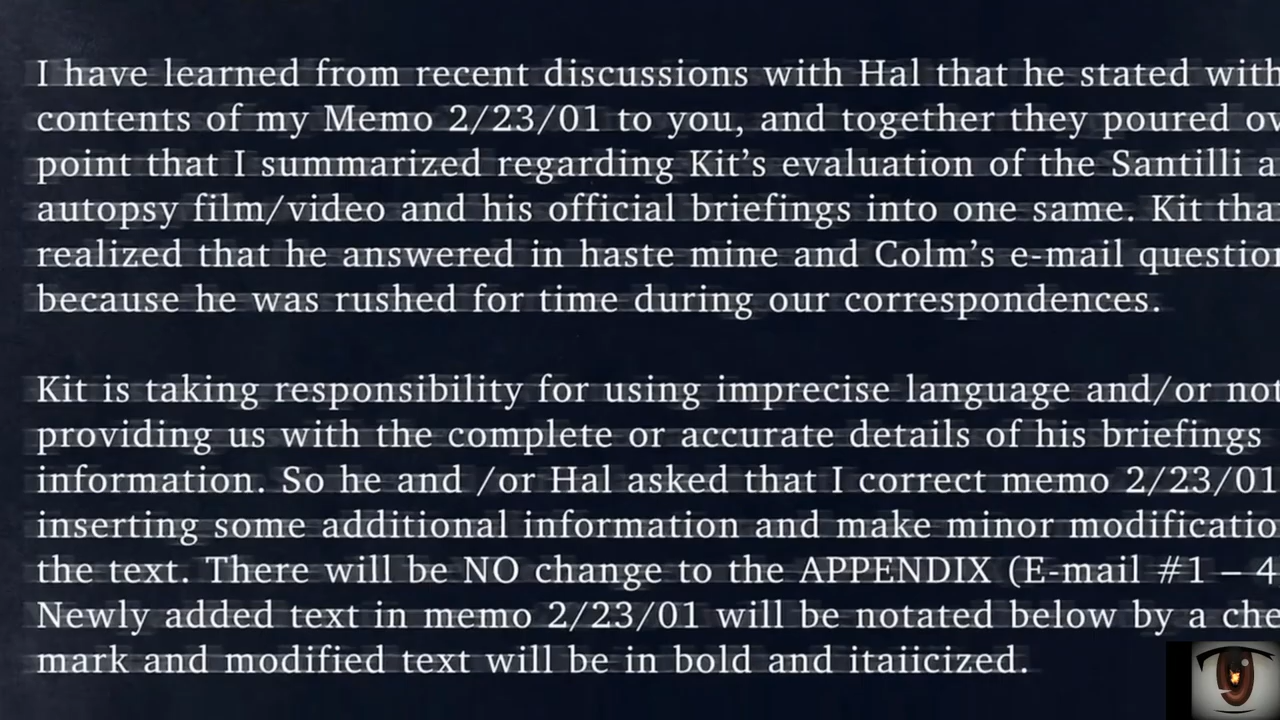 I have learned from recent discussions with Hal that he stated with
contents of my Memo 2/23/01 to you, and together they poured ov
point that I summarized regarding Kit’s evaluation of the Santilli a
autopsy film/video and his official briefings into one same. Kit tha
realized that he answered in haste mine and Colm’s e-mail question
because he was rushed for time during our correspondences.
Kit is taking responsibility for using imprecise language and/or not
providing us with the complete or accurate details of his briefings
information. So he and /or Hal asked that I correct memo 2/23/01
inserting some additional information and make minor modificatio
the text. There will be NO change to the APPENDIX (E-mail #1 – 4
Newly added text in memo 2/23/01 will be notated below by a che
mark and modified text will be in bold and itaiicized.